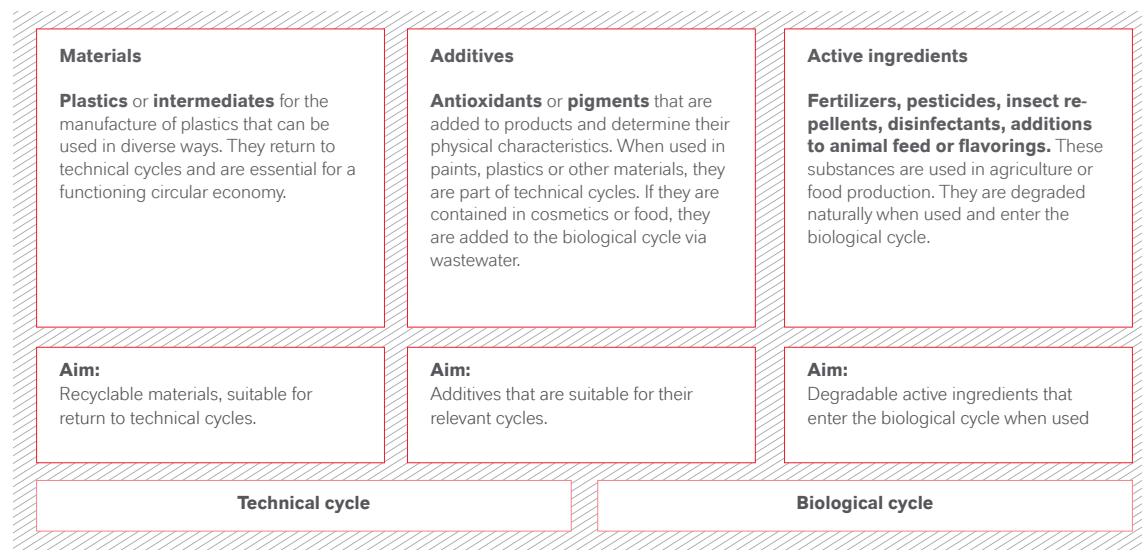 Materials
Plastics or intermediates for the
manufacture of plastics that can be
used in diverse ways. They return to
technical cycles and are essential for a
functioning circular economy.
Additives
Antioxidants or pigments that are
added to products and determine their
physical characteristics. When used in
paints, plastics or other materials, they
are part of technical cycles. If they are
contained in cosmetics or food, they
are added to the biological cycle via
wastewater.
Active ingredients
Fertilizers, pesticides, insect re-
pellents, disinfectants, additions
to animal feed or flavorings. These
substances are used in agriculture or
food production. They are degraded
naturally when used and enter the
biological cycle.
Aim:
Recyclable materials, suitable for
return to technical cycles.
Aim:
Additives that are suitable for their
relevant cycles.
Aim:
Degradable active ingredients that
enter the biological cycle when used
Technical cycle
Biological cycle